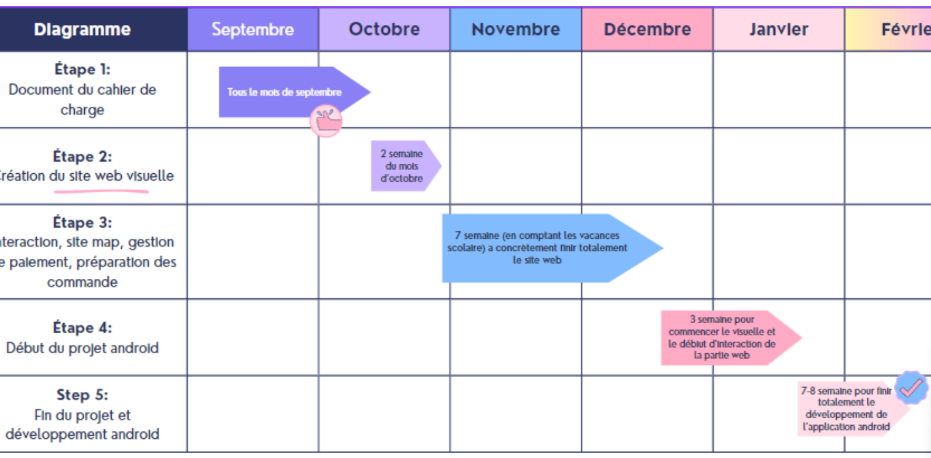 Diagramme Septembre Octobre Novembre Décembre Janvier Févrie
Étape 1:
Document du cahier de
charge
Tous le mois de septembre
Étape 2:
réation du site web visuelle
2 semaine
du mois
d'octobre
Étape 3:
nteraction, site map, gestion
e paiement, préparation des
commande
7 semaine (en comptant les vacances
scolaire) a concrètement finir totalement
le site web
Étape 4:
Début du projet android
3 semaine pour
commencer le visuelle et
le débiut d'interaction de
la partie web
Step 5:
Fin du projet et
développement android
7-8 semaine pour finir
totalement le
développement de
l'application android